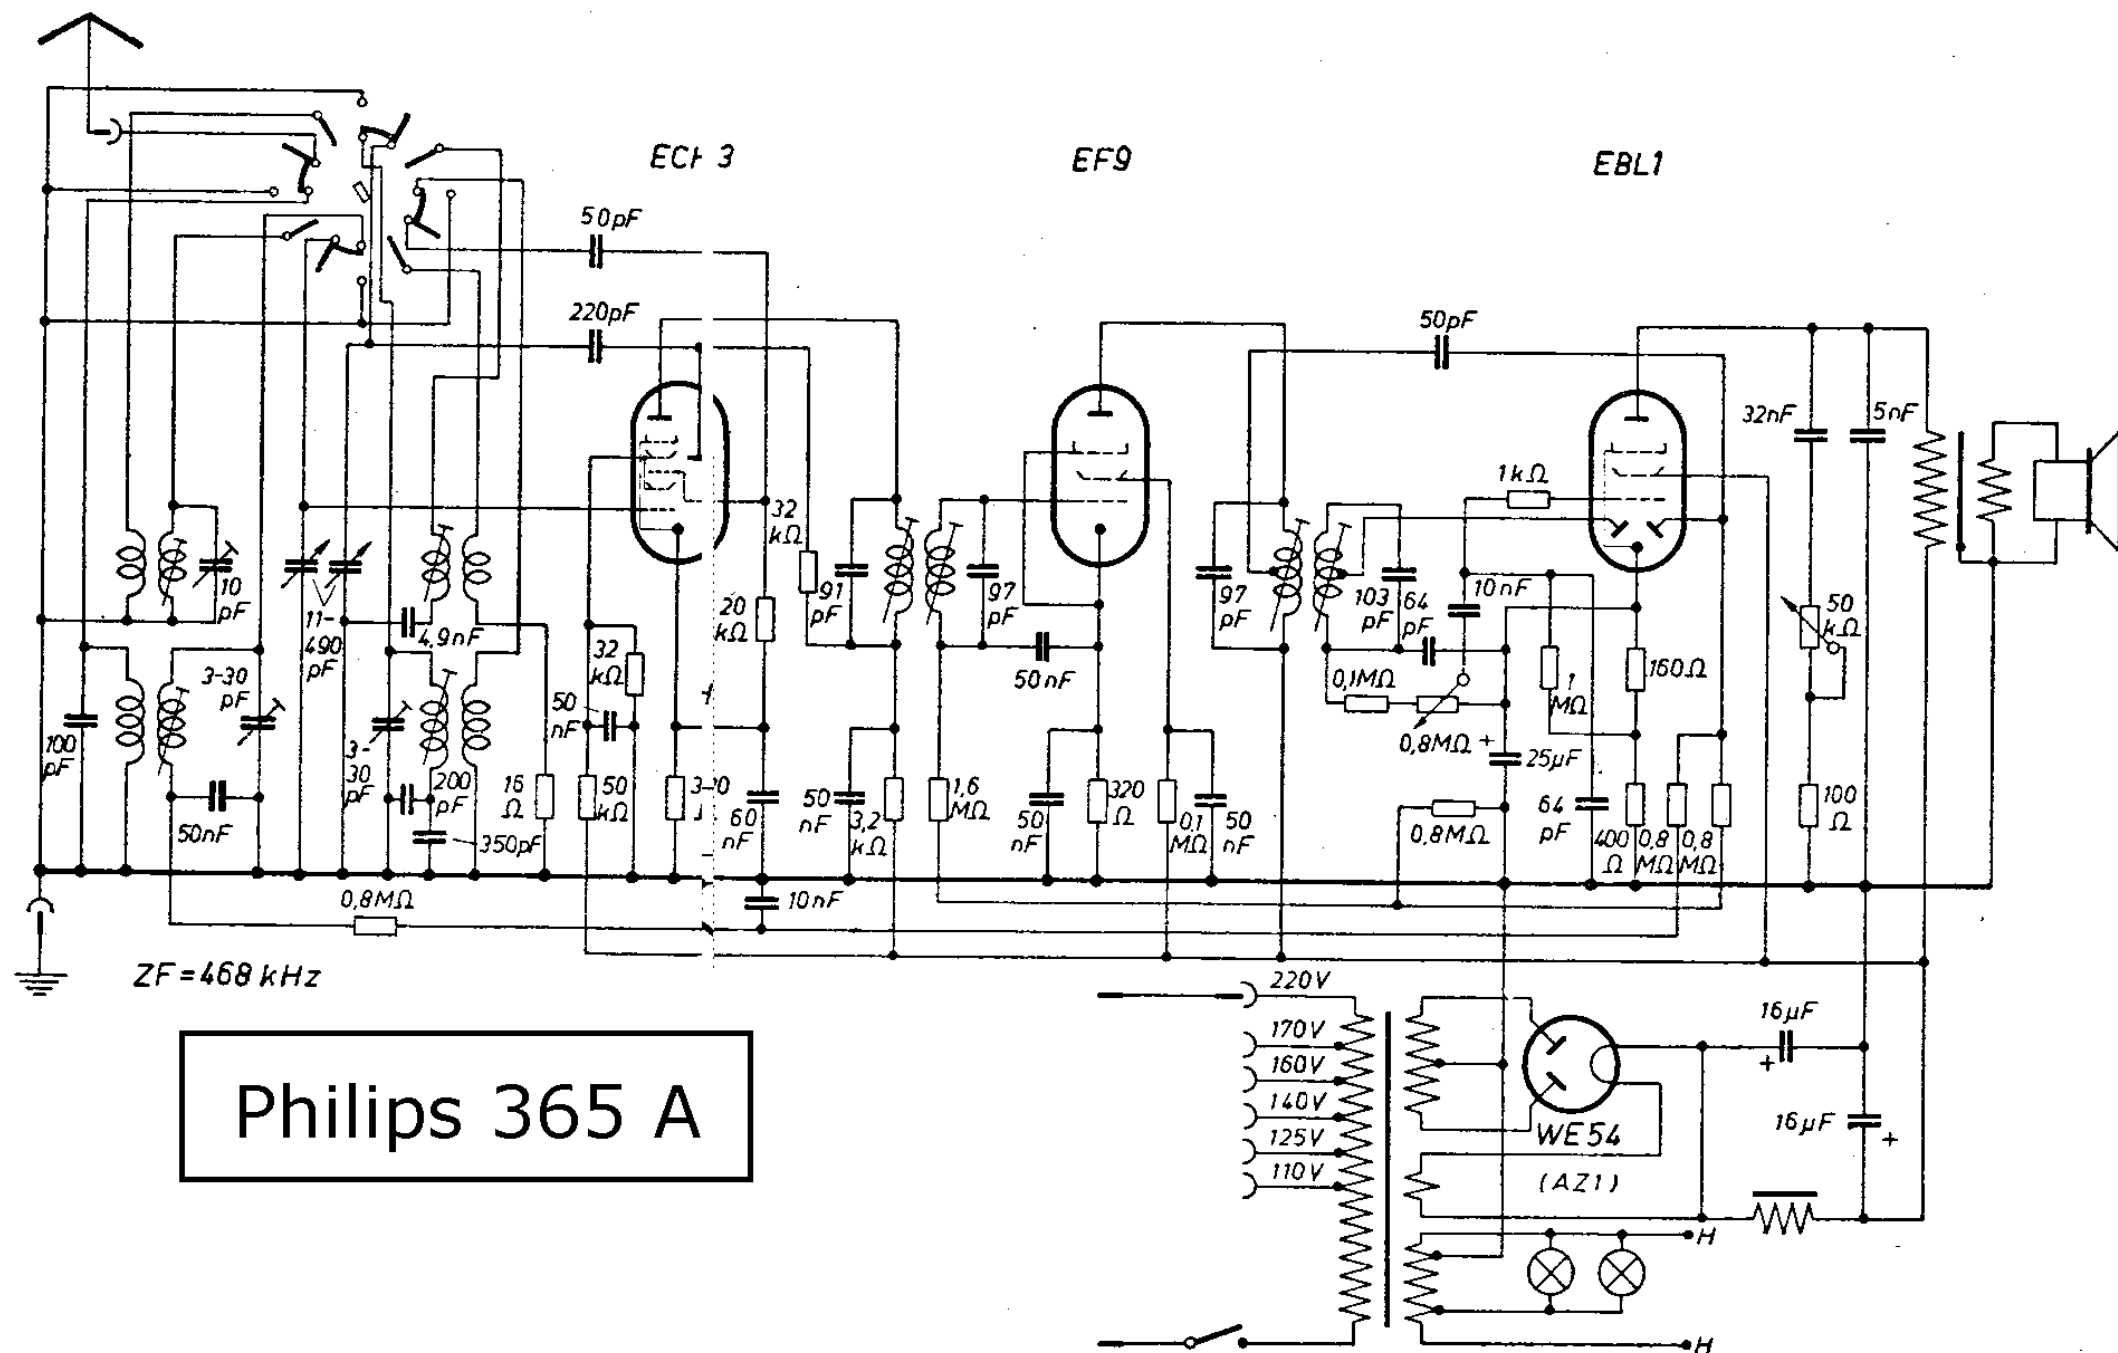 ECH3
EF9
EBL1
50pF
220pF
50pF
32nF
5nF
1kΩ
32
kΩ
10
pF
11-
490
pF
4,9nF
20
kΩ
91
pF
97
pF
97
pF
103
pF
64
pF
10nF
50
kΩ
3-30
pF
32
kΩ
50nF
0,1MΩ
1
MΩ
160Ω
100
pF
50
nF
0,8MΩ
+
25µF
3-
30
pF
200
pF
16
Ω
50
kΩ
60
nF
50
nF
3,2
kΩ
1,6
MΩ
50
nF
320
Ω
0,1
MΩ
50
nF
0,8MΩ
64
pF
400
Ω
0,8
MΩ
0,8
MΩ
100
Ω
50nF
350pF
0,8MΩ
10nF
ZF=468 kHz
220V
170V
160V
140V
125V
110V
16µF
+
16µF
+
WE54
(AZ1)
H
H
Philips 365 A